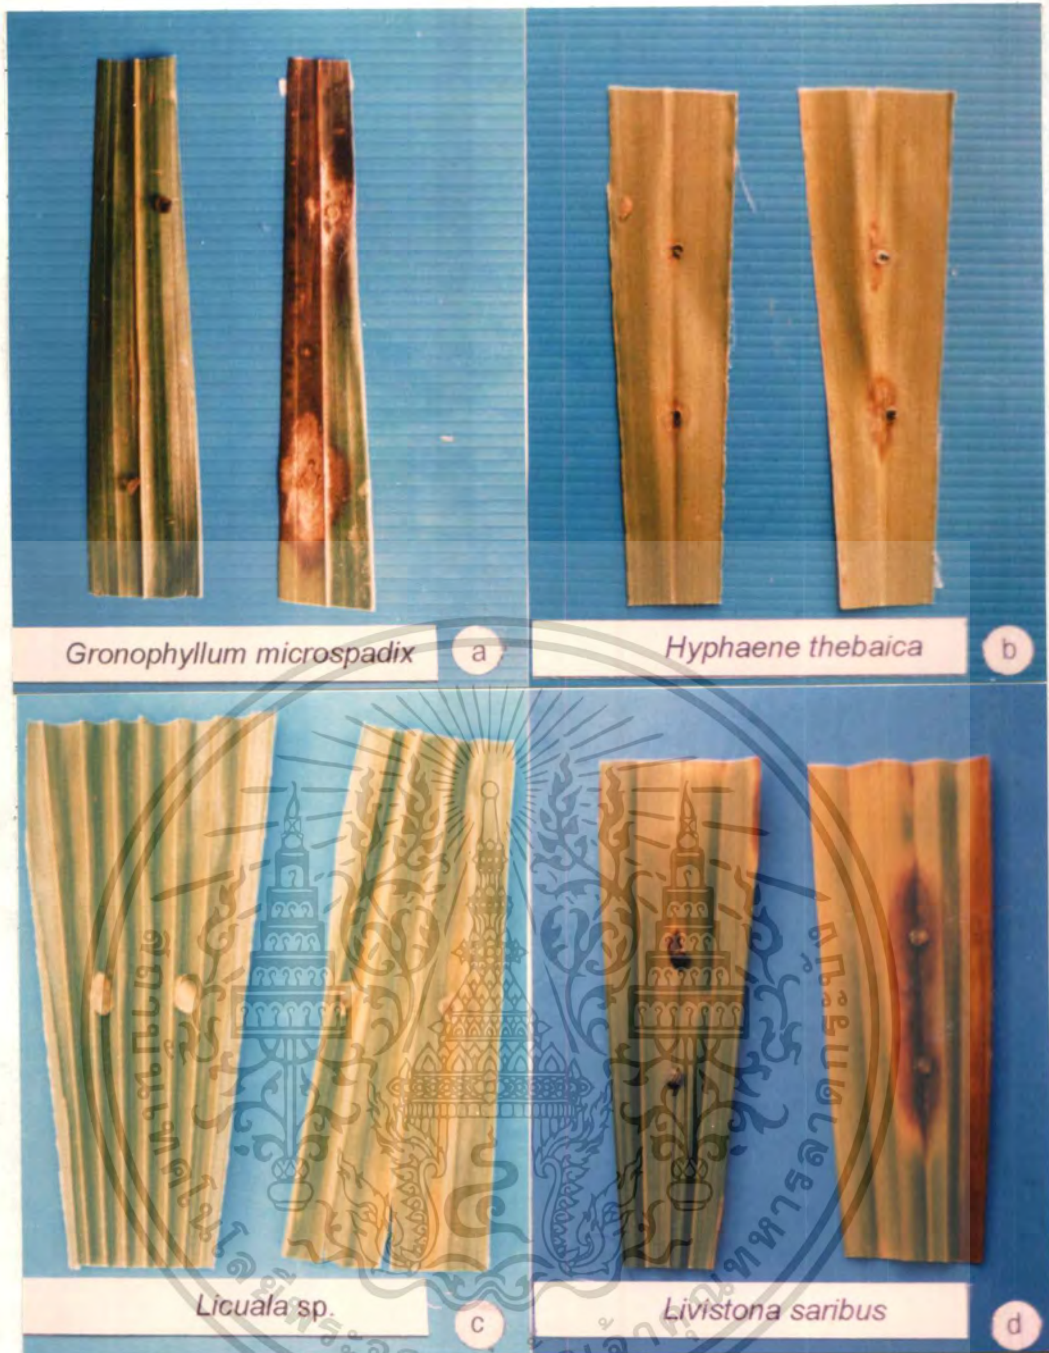 Gronophyllum microspadix a
Hyphaene thebaica b
Licuala sp. c
Livistona saribus d